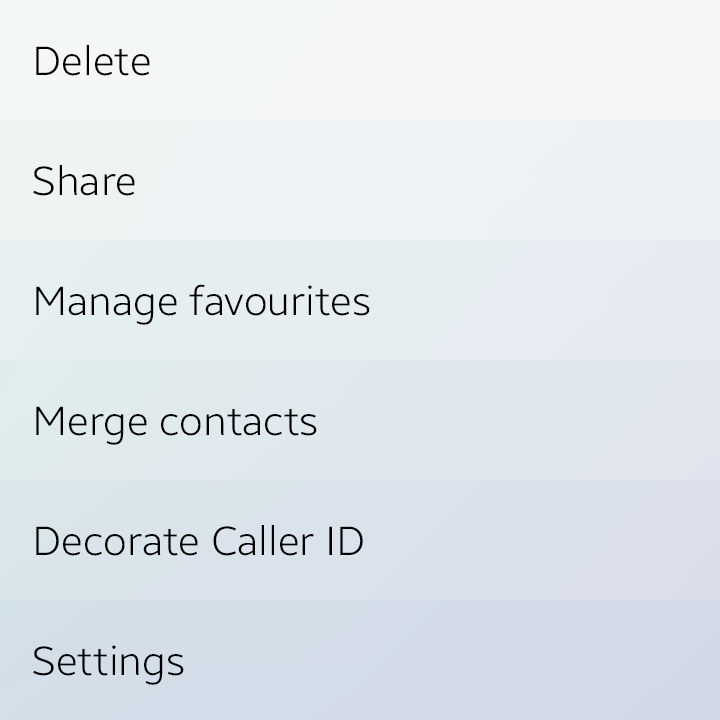 Delete
Share
Manage favourites
Merge contacts
Decorate Caller ID
Settings